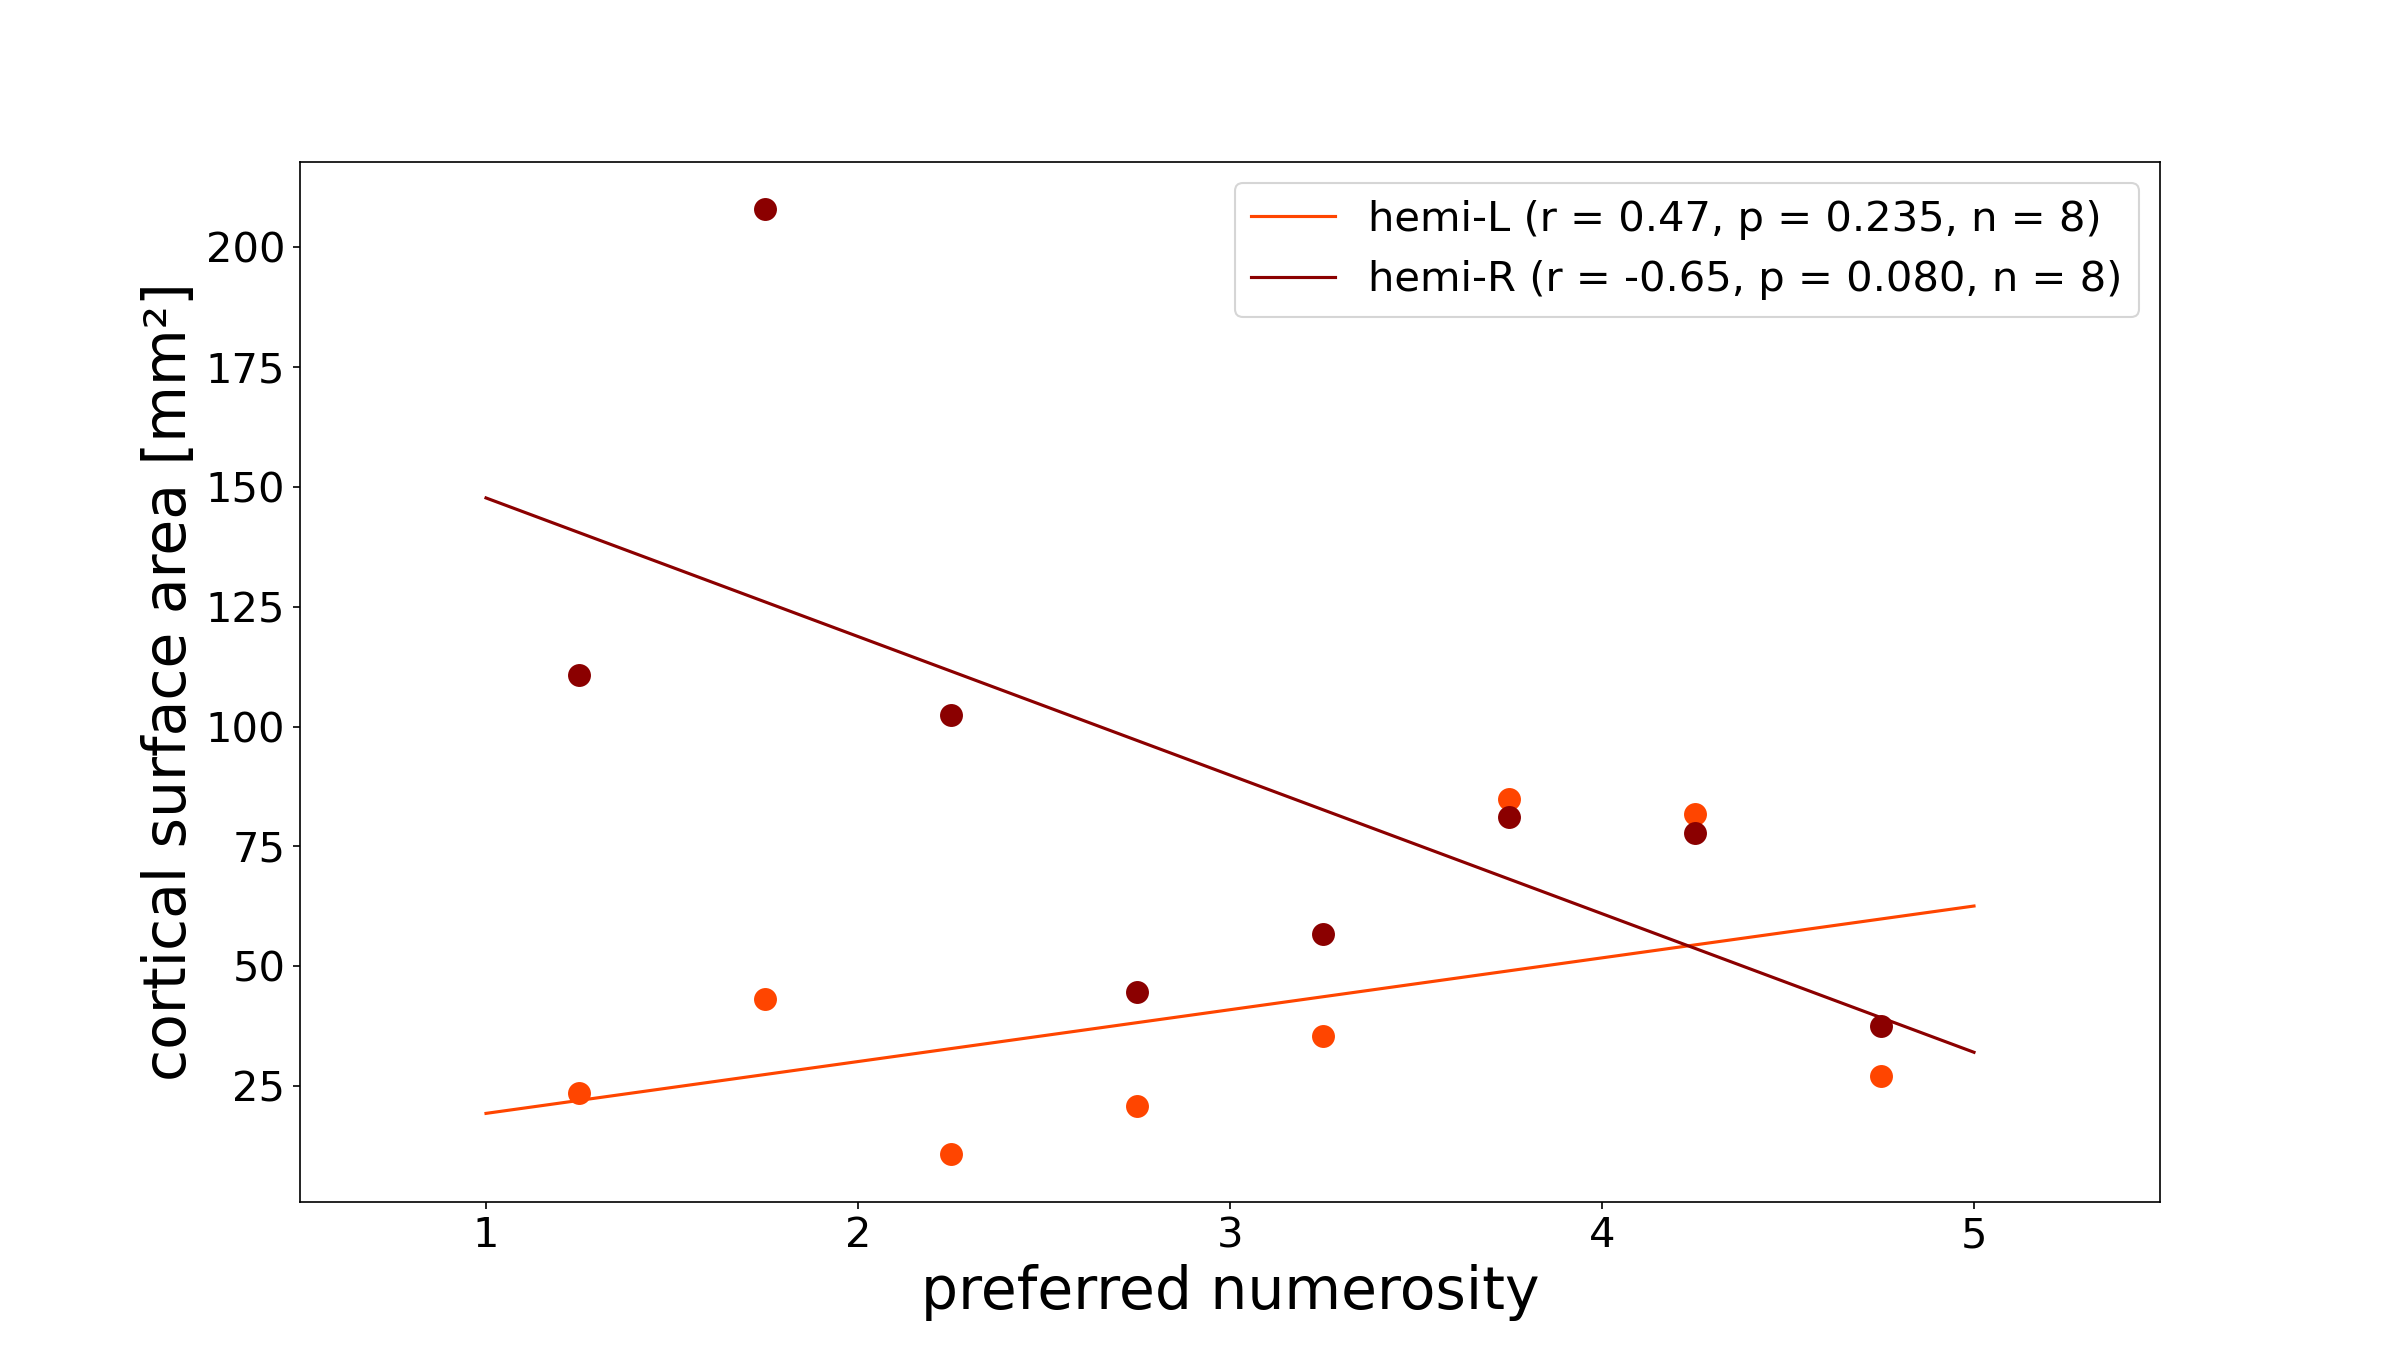 hemi-L (r = 0.47, p = 0.235, n = 8)
hemi-R (r = -0.65, p = 0.080, n = 8)
cortical surface area [mm²]
200
175
150
125
100
75
50
25
1 2 3 4 5
preferred numerosity